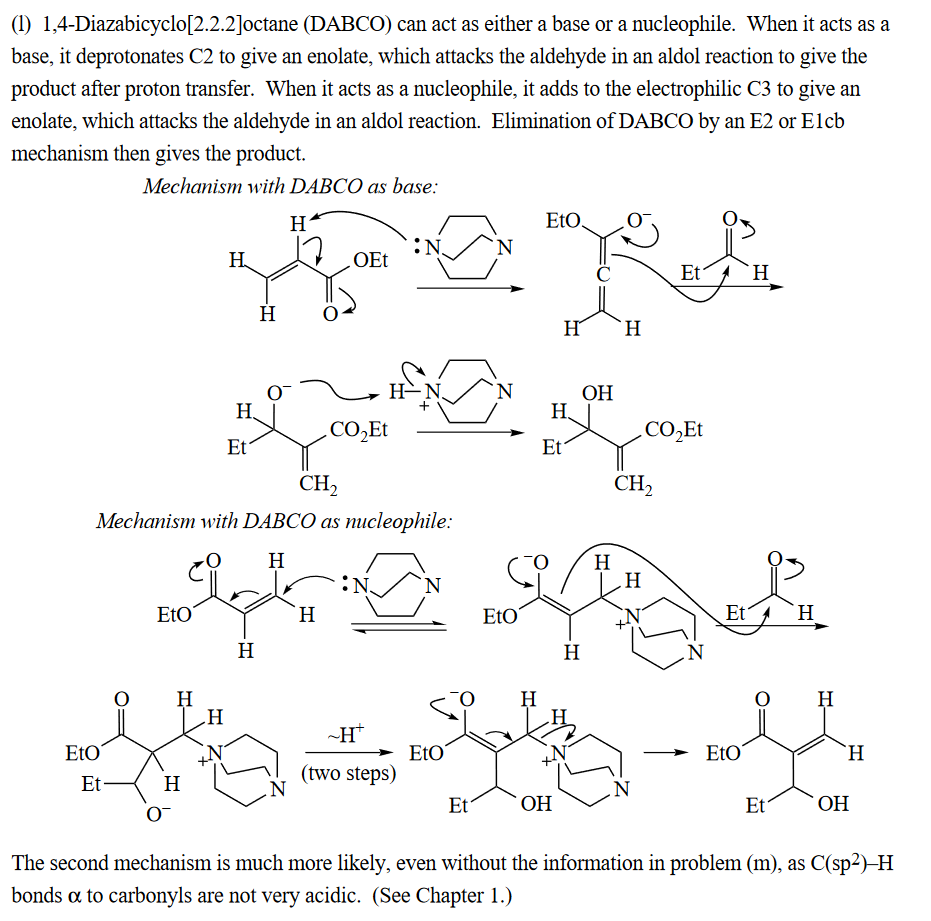 (l) 1,4-Diazabicyclo[2.2.2]octane (DABCO) can act as either a base or a nucleophile. When it acts as a
base, it deprotonates C2 to give an enolate, which attacks the aldehyde in an aldol reaction to give the
product after proton transfer. When it acts as a nucleophile, it adds to the electrophilic C3 to give an
enolate, which attacks the aldehyde in an aldol reaction. Elimination of DABCO by an E2 or E1cb
mechanism then gives the product.
Mechanism with DABCO as base:
H EtO O⁻ O
H OEt :N N C Et H
H O H H
O⁻ H–N N OH
+
H CO₂Et H CO₂Et
Et Et
CH₂ CH₂
Mechanism with DABCO as nucleophile:
O H :N N ⁻O H H O
EtO H EtO +N Et H
H H N
O H H ⁻O H H O H
~H⁺
EtO +N EtO +N EtO H
(two steps)
Et H N Et OH N Et OH
O⁻
The second mechanism is much more likely, even without the information in problem (m), as C(sp²)–H
bonds α to carbonyls are not very acidic. (See Chapter 1.)